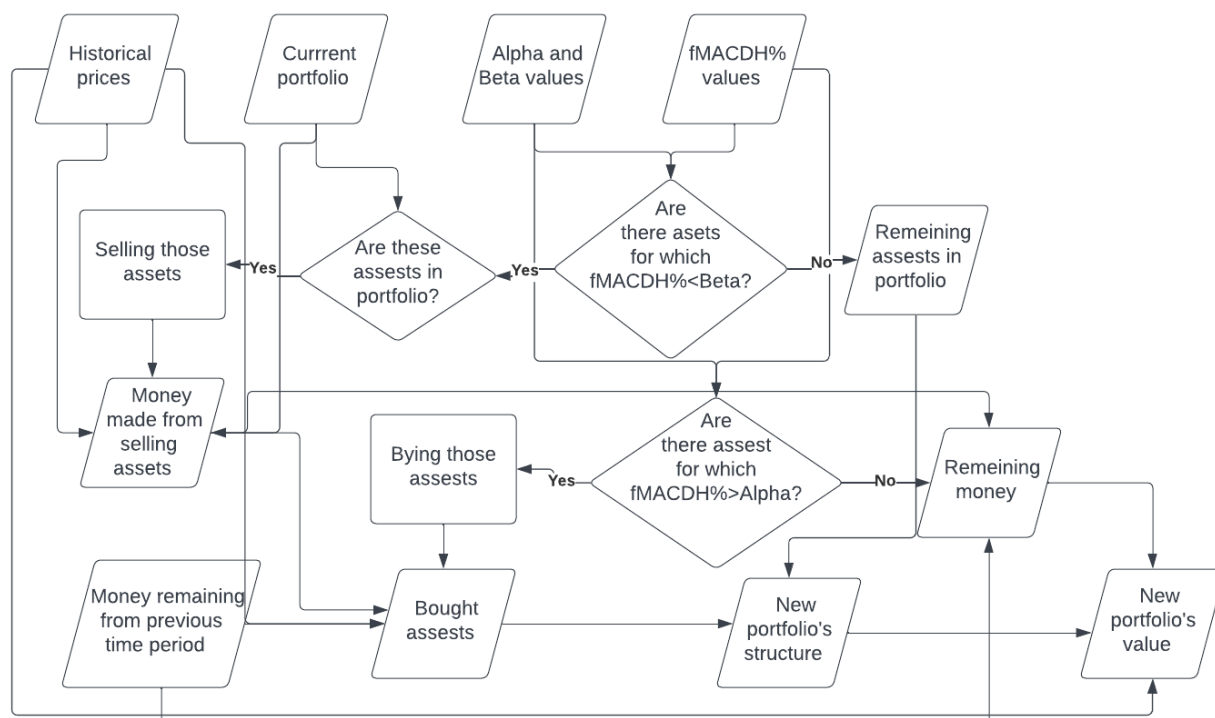 Historical
prices
Currrent
portfolio
Alpha and
Beta values
fMACDH%
values
Selling those
assets
Yes
Are these
assests in
portfolio?
Yes
Are
there asets
for which
fMACDH%<Beta?
No
Remeining
assests in
portfolio
Money
made from
selling
assets
Bying those
assests
Yes
Are
there assest
for which
fMACDH%>Alpha?
No
Remeining
money
Money remaining
from previous
time period
Bought
assests
New
portfolio's
structure
New
portfolio's
value